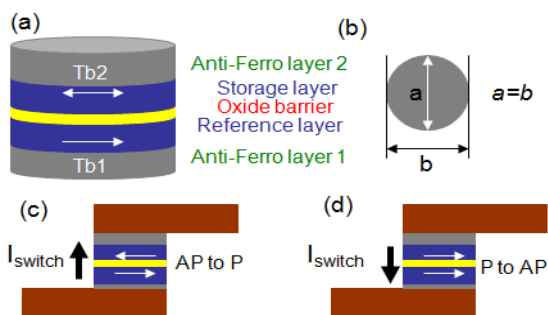 (a)
Tb2
Tb1
Anti-Ferro layer 2
Storage layer
Oxide barrier
Reference layer
Anti-Ferro layer 1
(b)
a
b
a=b
(c)
Iswitch
AP to P
(d)
Iswitch
P to AP